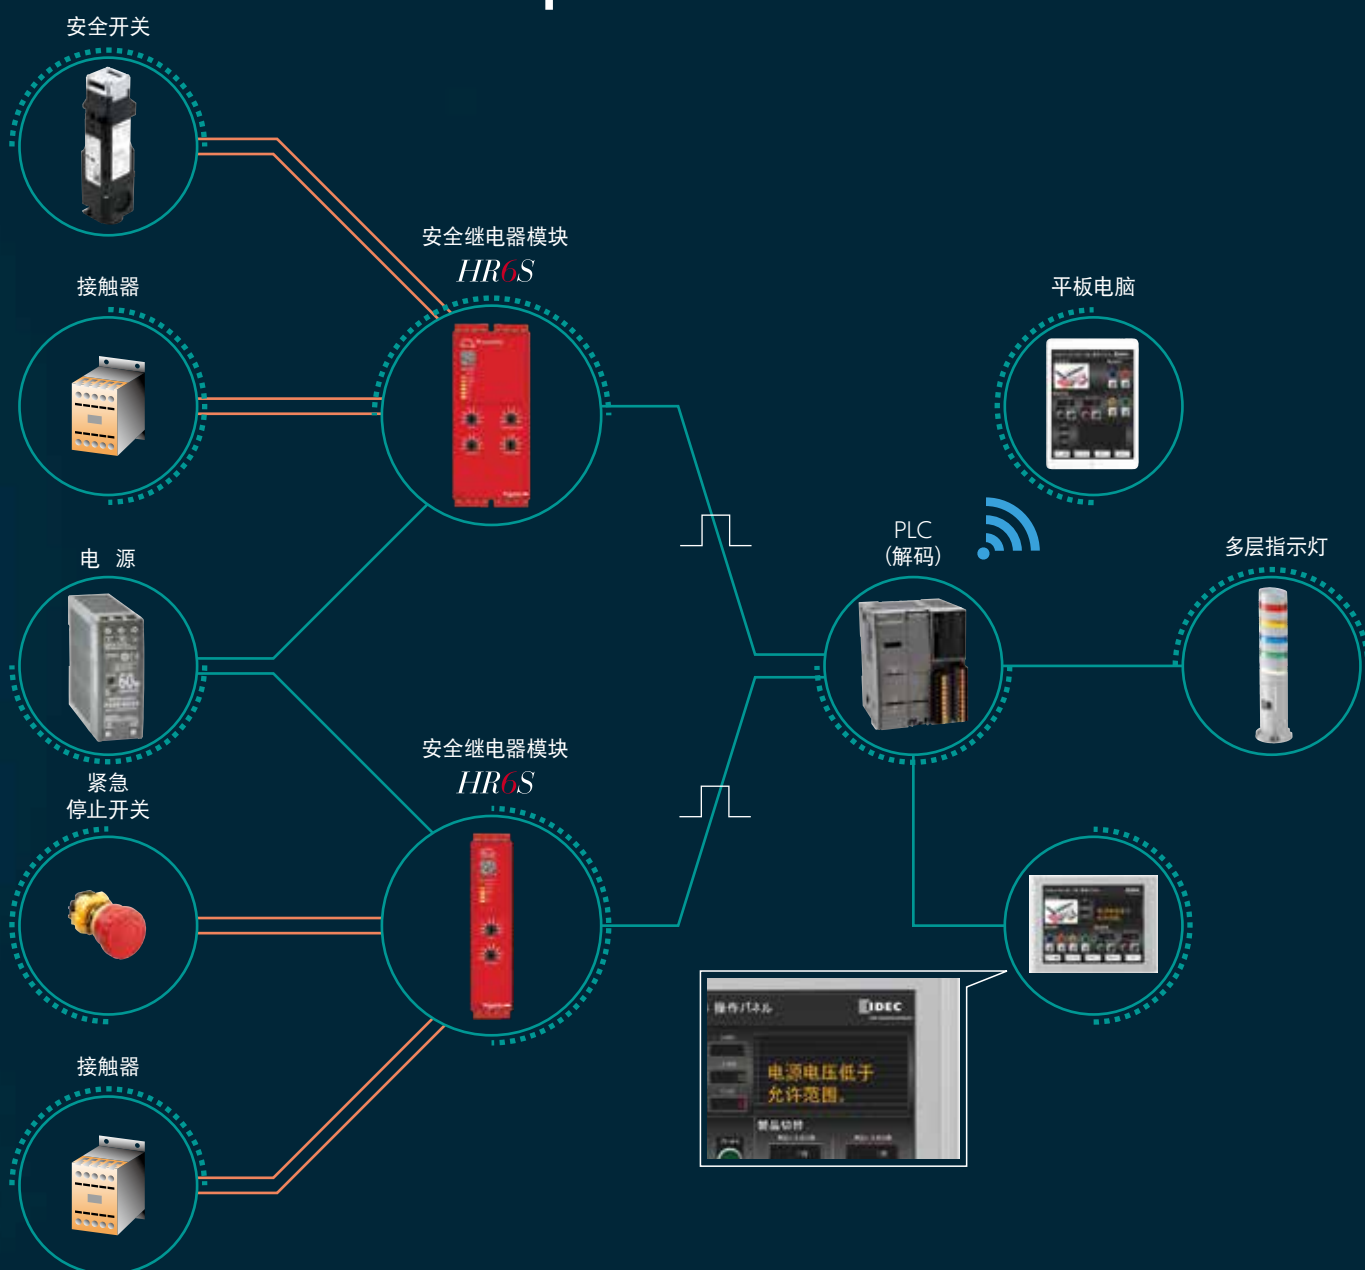 安全开关
安全继电器模块
HR6S
接触器
平板电脑
PLC
(解码)
多层指示灯
电 源
60w
安全继电器模块
HR6S
紧急
停止开关
操作パネル
IDEC
电源电压低于
允许范围。
製品切替
接触器